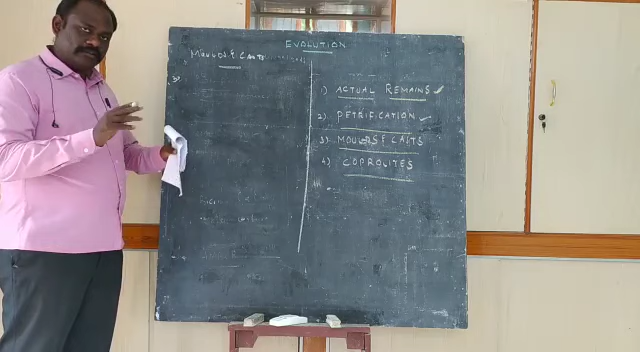 EVOLUTION
MOULDS & CASTS
1) ACTUAL REMAINS ✓
2) PETRIFICATION ✓
3) MOULDS & CASTS
4) COPROLITES